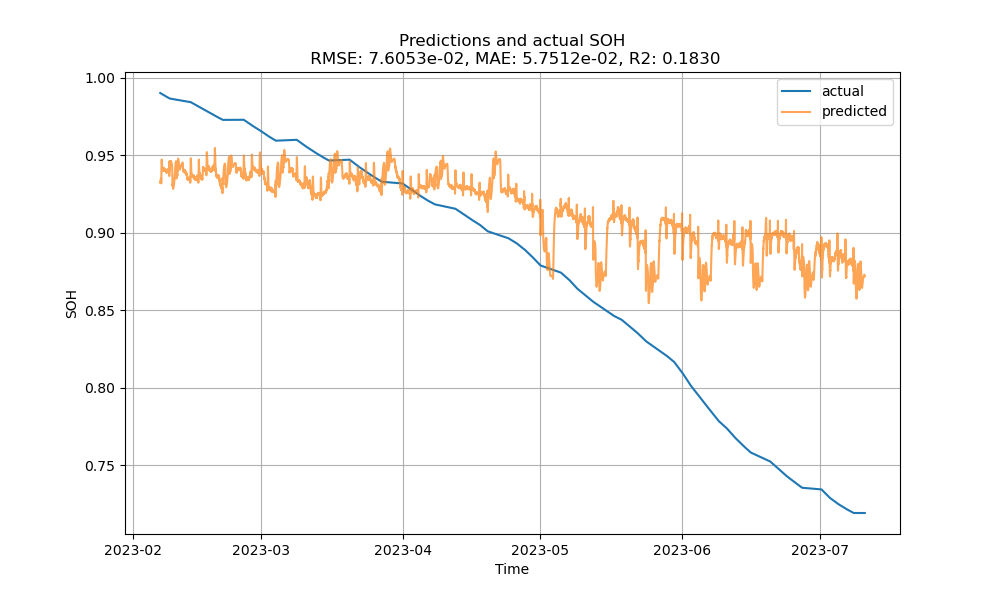 Predictions and actual SOH
RMSE: 7.6053e-02, MAE: 5.7512e-02, R2: 0.1830
actual
predicted
1.00
0.95
0.90
0.85
0.80
0.75
SOH
2023-02 2023-03 2023-04 2023-05 2023-06 2023-07
Time